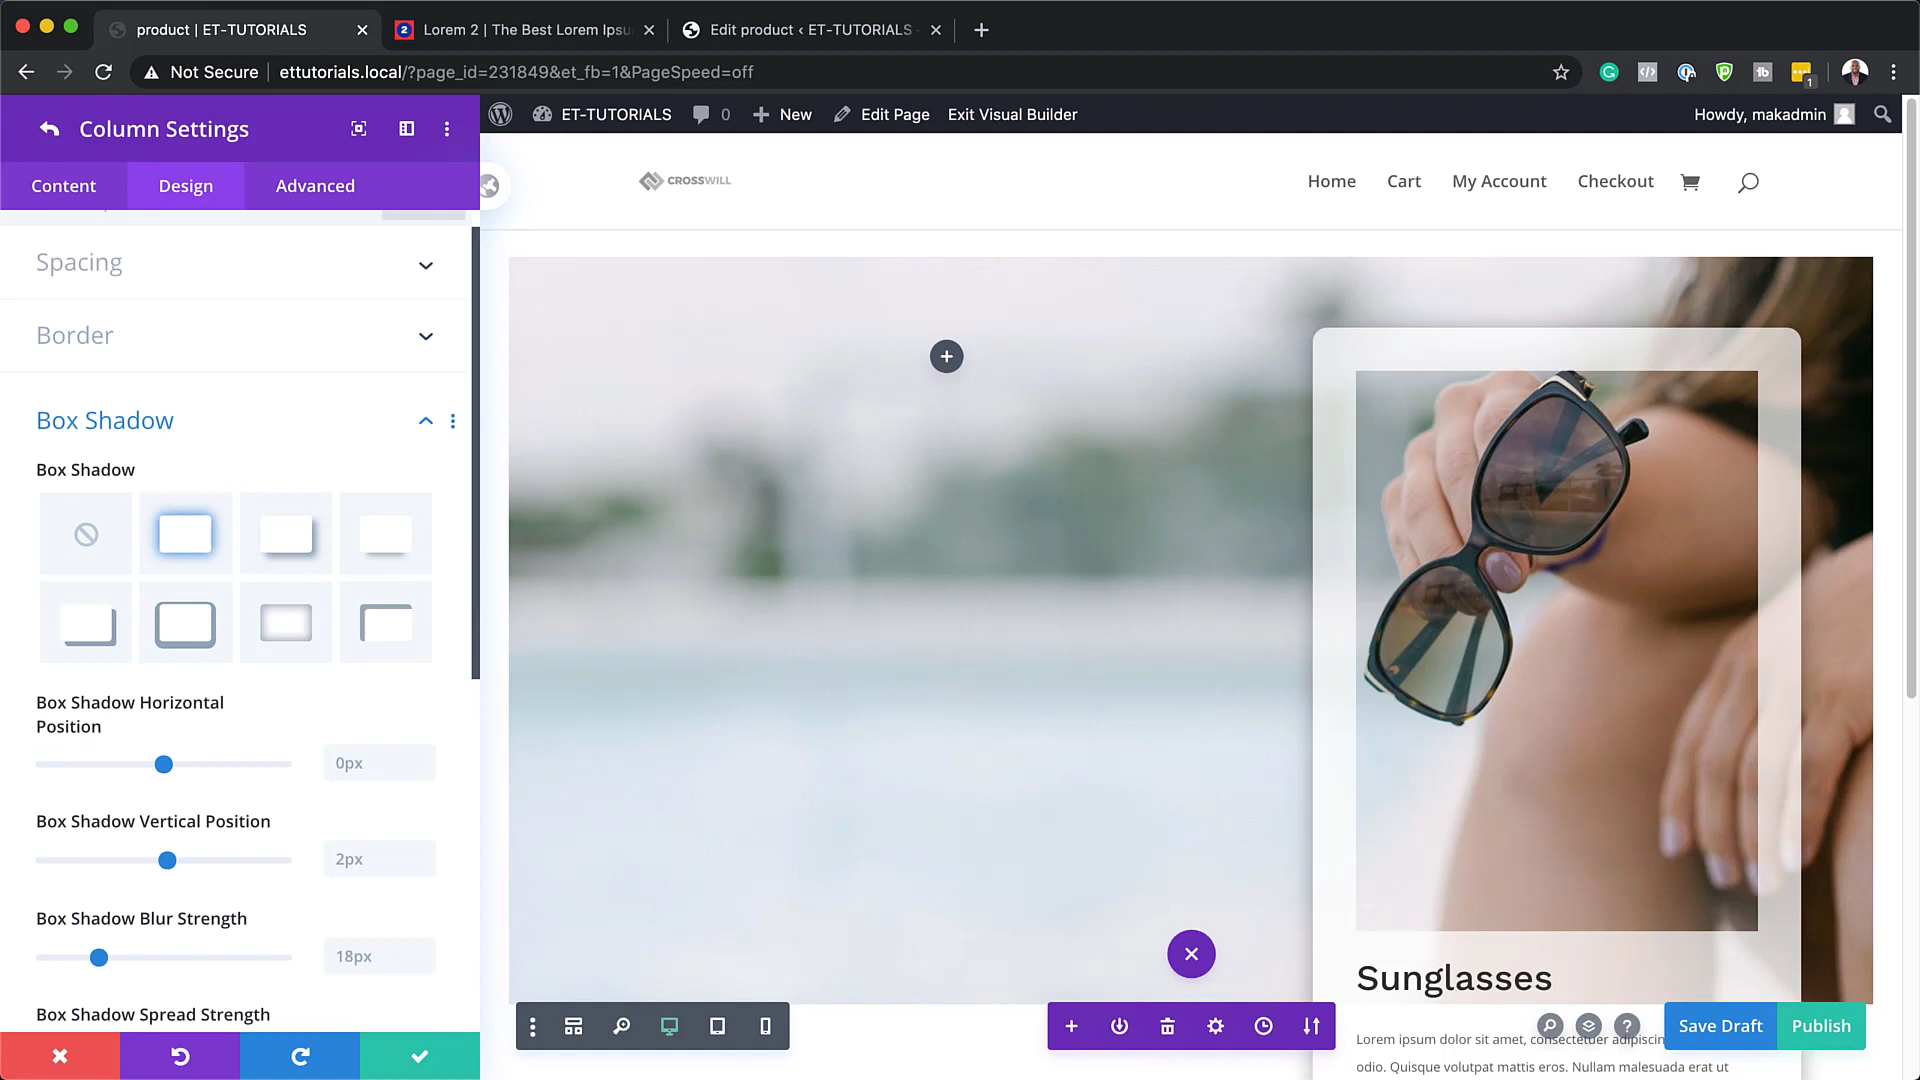 product | ET-TUTORIALS
2 Lorem 2 | The Best Lorem Ipsu
Edit product ‹ ET-TUTORIALS
Not Secure
ettutorials.local/?page_id=231849&et_fb=1&PageSpeed=off
1
Column Settings
ET-TUTORIALS
0
New
Edit Page
Exit Visual Builder
Howdy, makadmin
Content
Design
Advanced
CROSSWILL
Home
Cart
My Account
Checkout
Spacing
Border
Box Shadow
Box Shadow
Box Shadow Horizontal
Position
0px
Box Shadow Vertical Position
2px
Box Shadow Blur Strength
18px
Box Shadow Spread Strength
Sunglasses
Save Draft
Publish
Lorem ipsum dolor sit amet, consectetuer adipiscin
odio. Quisque volutpat mattis eros. Nullam malesuada erat ut